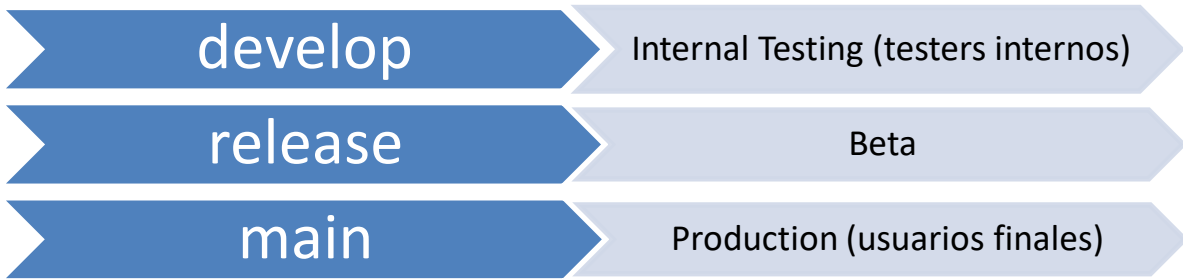 develop
Internal Testing (testers internos)
release
Beta
main
Production (usuarios finales)